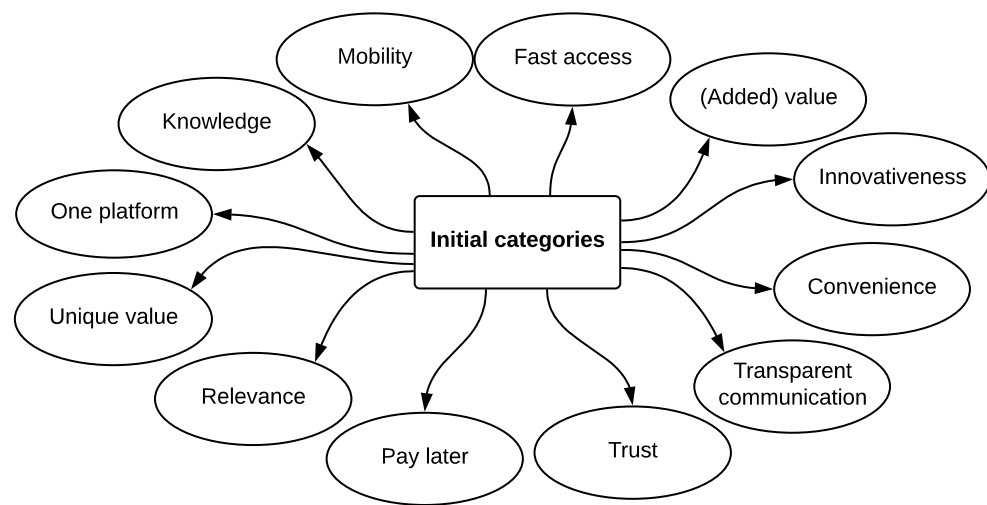 Mobility
Fast access
(Added) value
Knowledge
Innovativeness
One platform
Initial categories
Convenience
Unique value
Transparent
communication
Relevance
Pay later
Trust